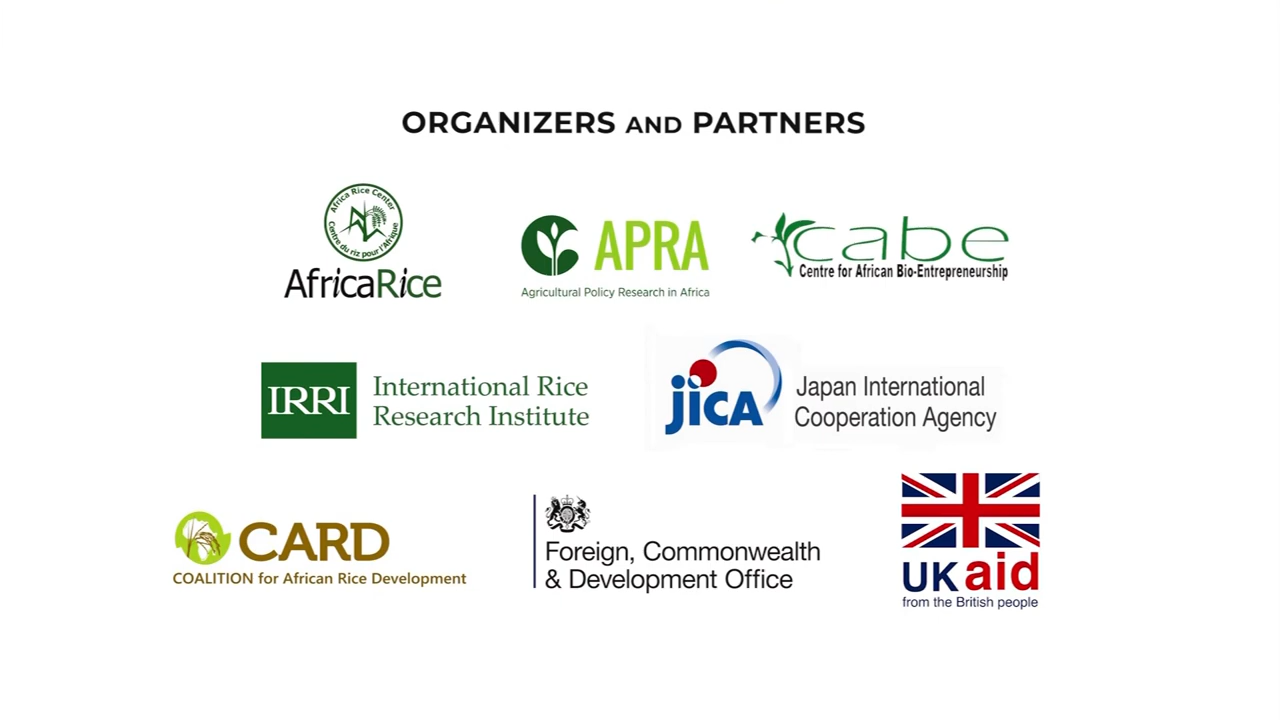 ORGANIZERS AND PARTNERS
Africa Rice Center
Centre du riz pour l'Afrique
AfricaRice
APRA
Agricultural Policy Research in Africa
cabe
Centre for African Bio-Entrepreneurship
IRRI
International Rice
Research Institute
jICA
Japan International
Cooperation Agency
CARD
COALITION for African Rice Development
Foreign, Commonwealth
& Development Office
UKaid
from the British people